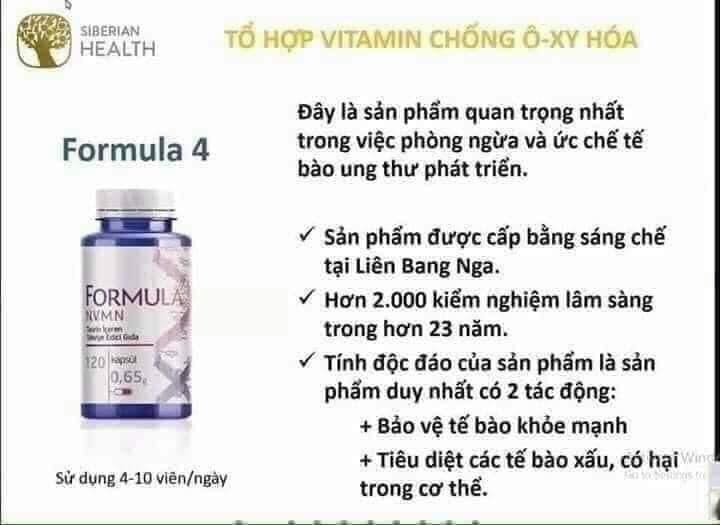 SIBERIAN
HEALTH
TỔ HỢP VITAMIN CHỐNG Ô-XY HÓA
Formula 4
Đây là sản phẩm quan trọng nhất
trong việc phòng ngừa và ức chế tế
bào ung thư phát triển.
✓ Sản phẩm được cấp bằng sáng chế
tại Liên Bang Nga.
✓ Hơn 2.000 kiểm nghiệm lâm sàng
trong hơn 23 năm.
✓ Tính độc đáo của sản phẩm là sản
phẩm duy nhất có 2 tác động:
+ Bảo vệ tế bào khỏe mạnh
+ Tiêu diệt các tế bào xấu, có hại
trong cơ thể.
FORMULA
N.V.M.N
Taurin İçeren
Takviye Edici Gıda
120 kapsül
0,65g
Sử dụng 4-10 viên/ngày